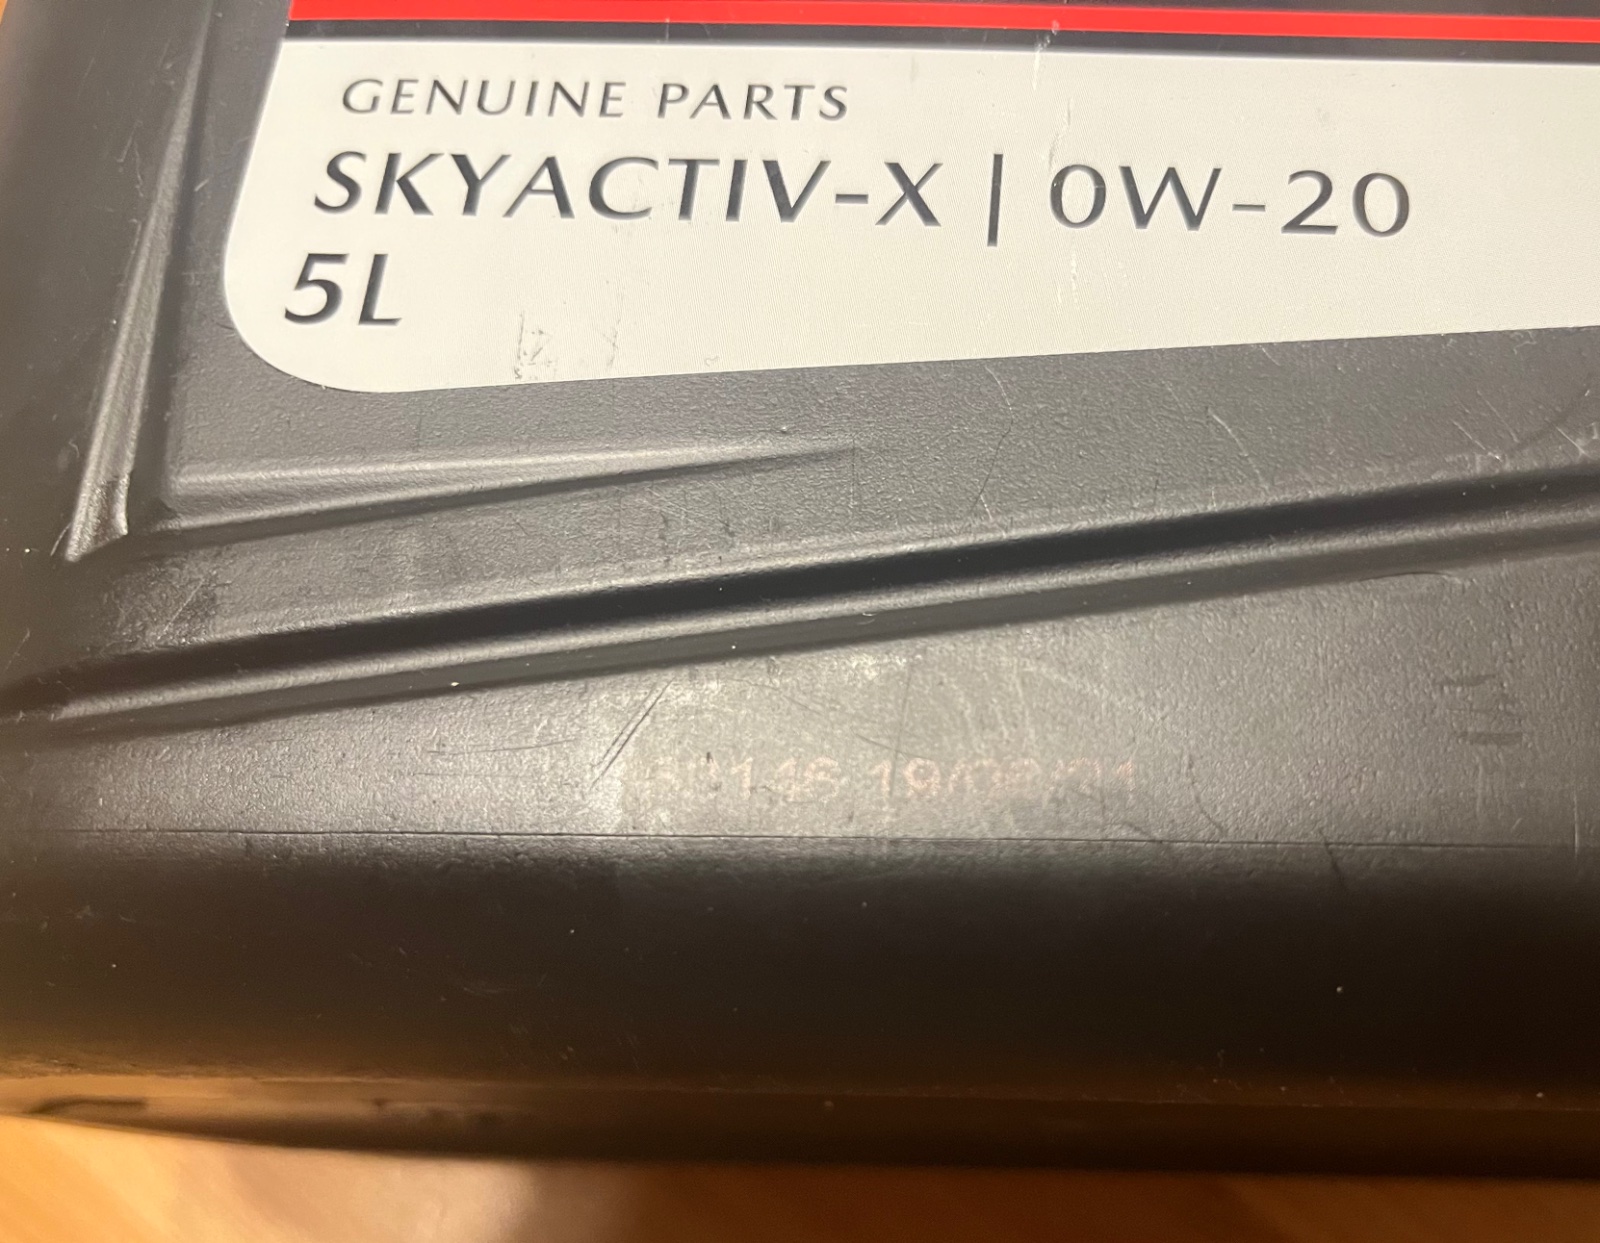 GENUINE PARTS
SKYACTIV-X | 0W-20
5L